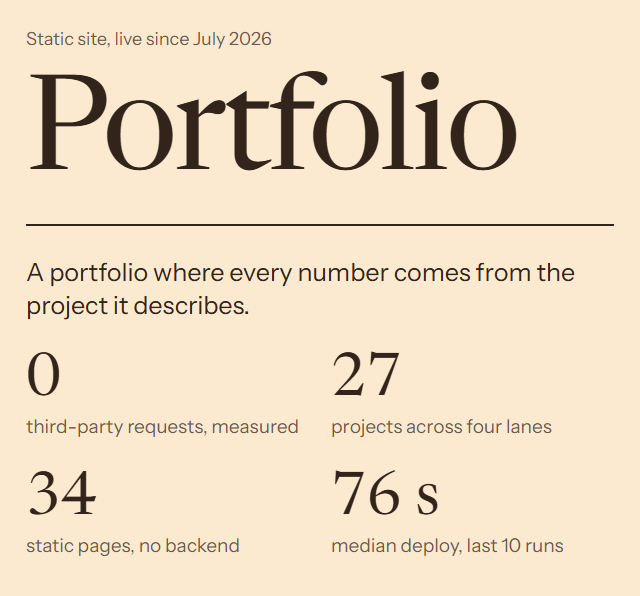 Static site, live since July 2026
Portfolio
A portfolio where every number comes from the
project it describes.
0
third-party requests, measured
27
projects across four lanes
34
static pages, no backend
76 s
median deploy, last 10 runs